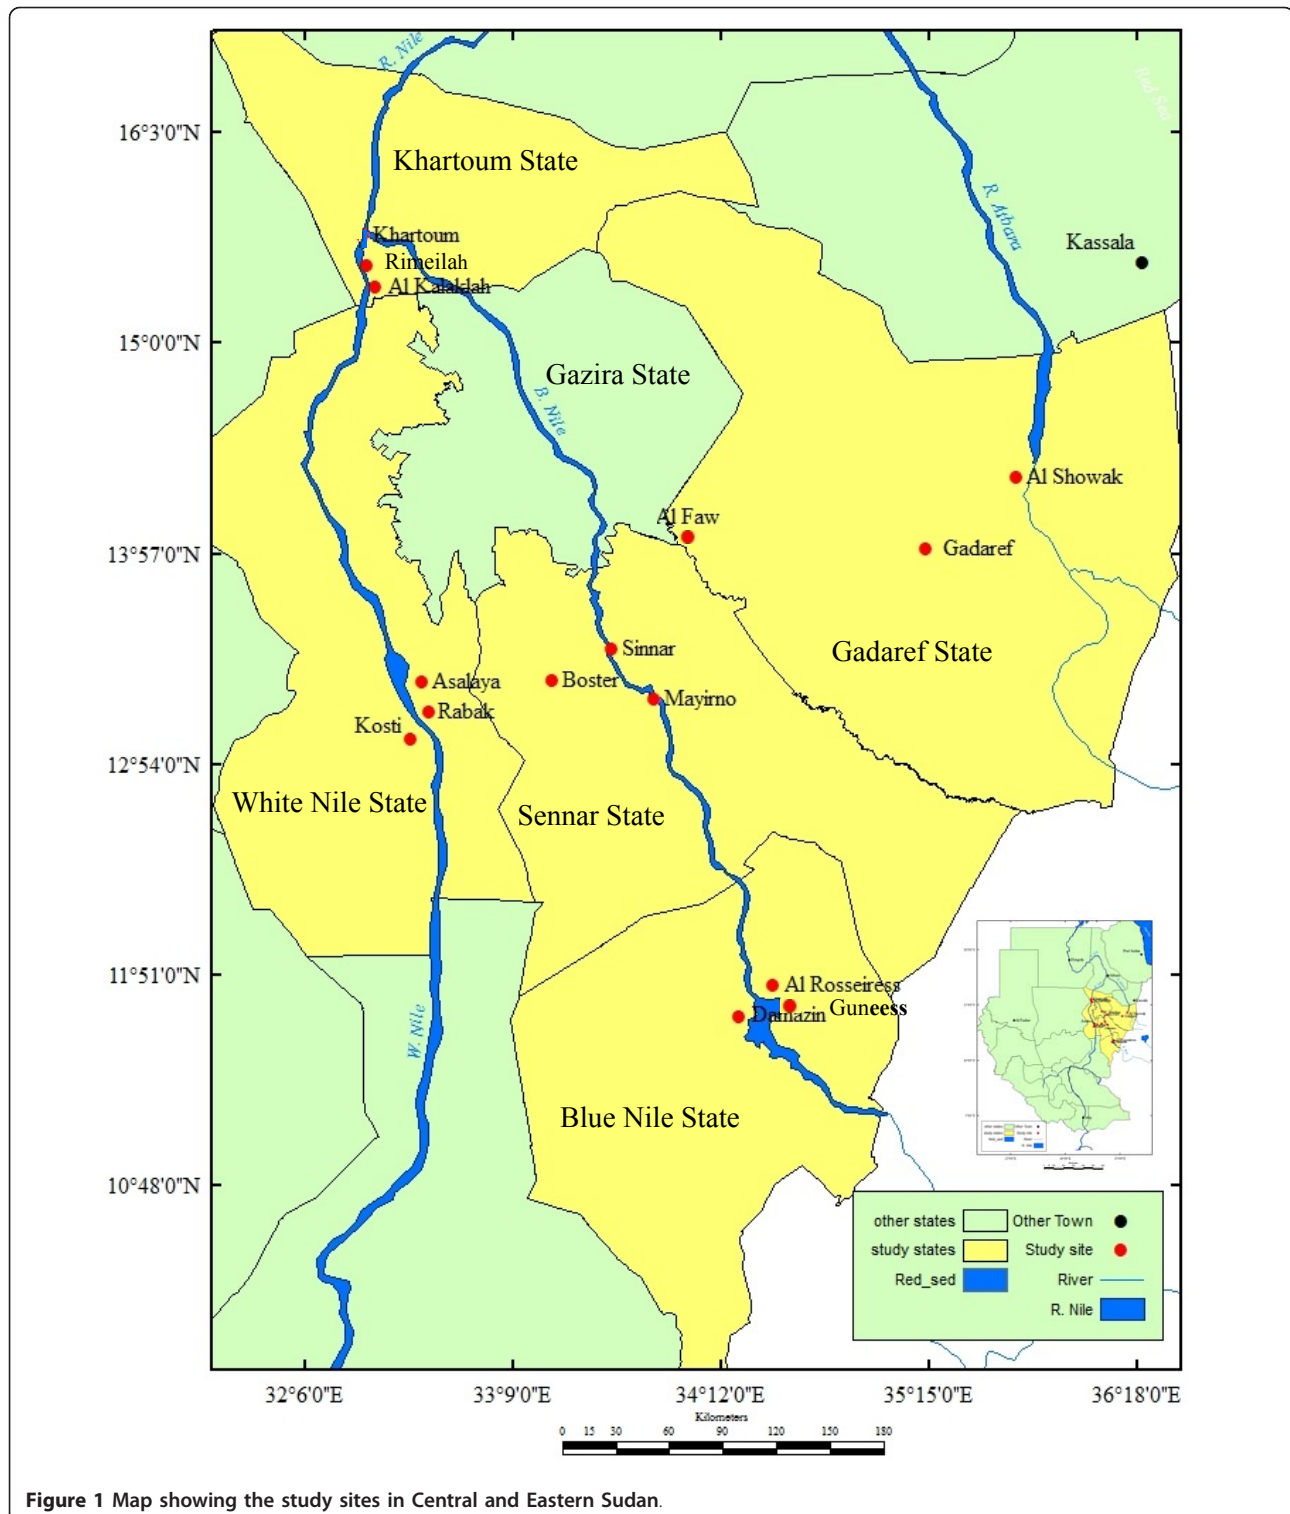 R. Nile
Red Sea
16°3'0"N
Khartoum State
R. Atbara
Khartoum
Kassala
Rimeilah
Al Kalaklah
15°0'0"N
Gazira State
B. Nile
Al Showak
Al Faw
13°57'0"N
Gadaref
Sinnar
Gadaref State
Asalaya
Boster
Mayirno
Rabak
Kosti
12°54'0"N
White Nile State
Sennar State
11°51'0"N
Al Rosseiress
Guneess
Damazin
W. Nile
Blue Nile State
10°48'0"N
other states
Other Town
study states
Study site
Red_sed
River
R. Nile
32°6'0"E
33°9'0"E
34°12'0"E
35°15'0"E
36°18'0"E
Kilometers
0 15 30 60 90 120 150 180
Figure 1 Map showing the study sites in Central and Eastern Sudan.